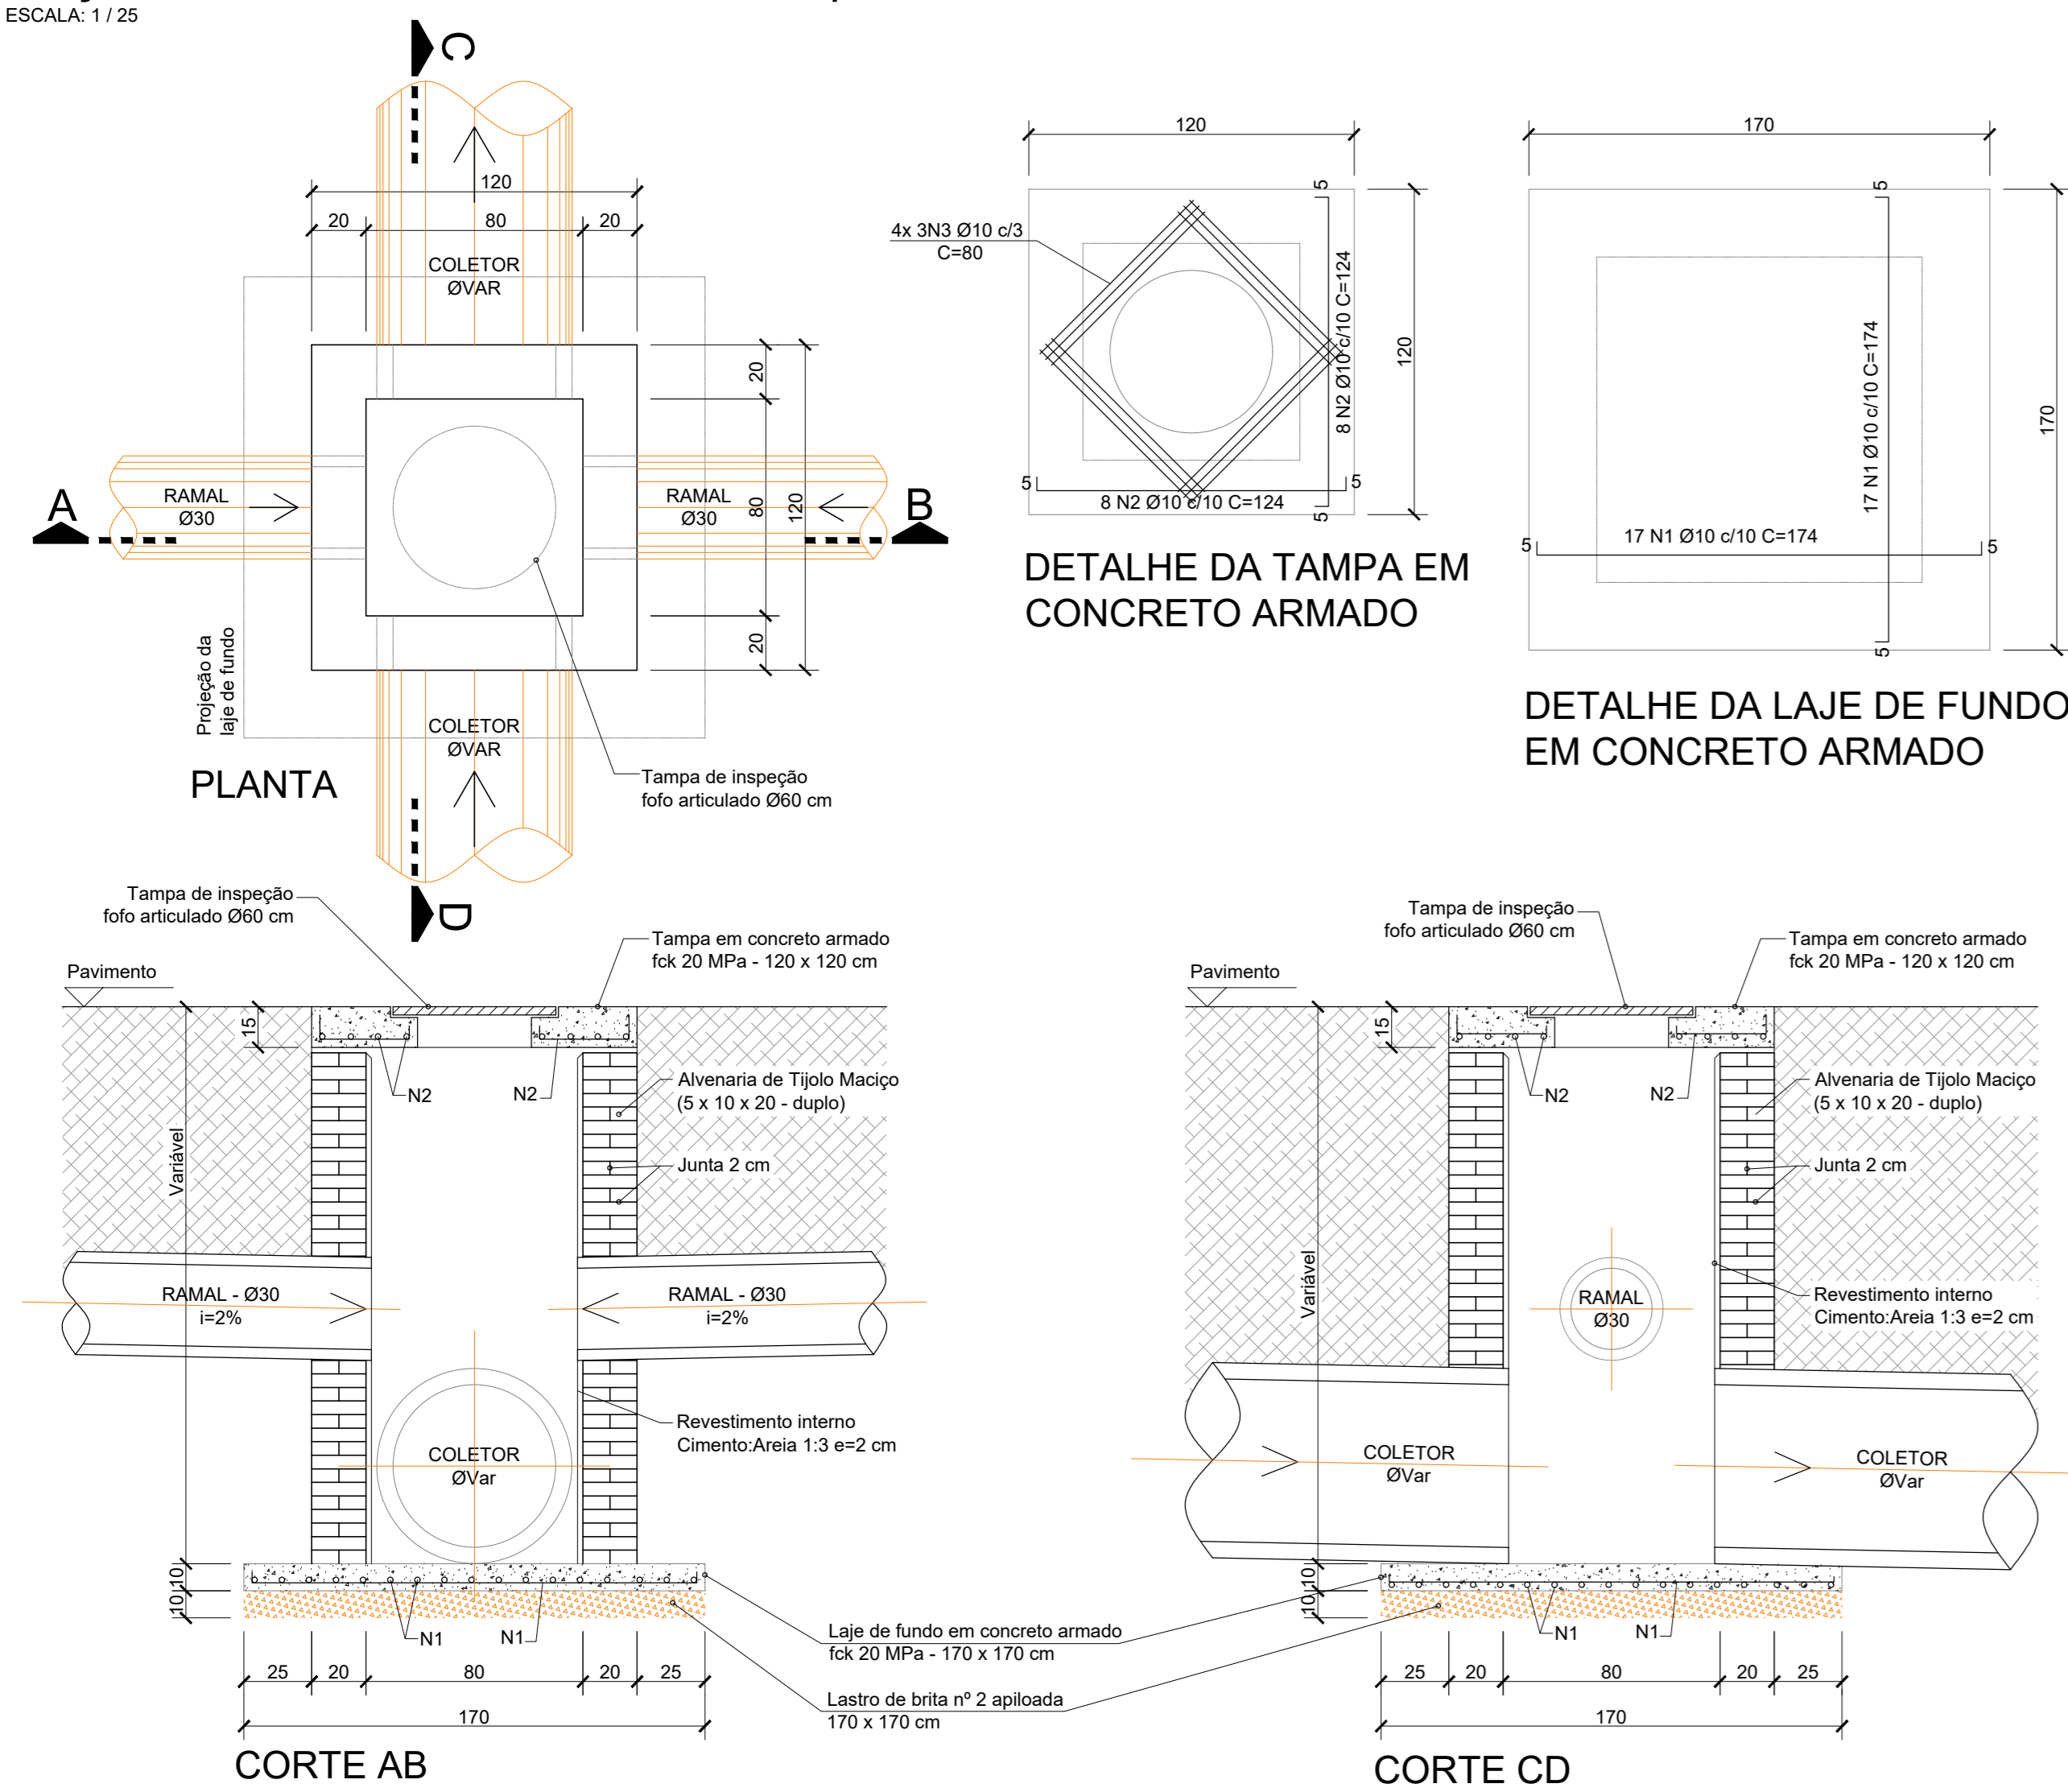 ESCALA: 1 / 25
C
120
20
80
20
COLETOR
ØVAR
20
80
120
20
A
RAMAL
Ø30
RAMAL
Ø30
B
Projeção da
laje de fundo
COLETOR
ØVAR
Tampa de inspeção
fofo articulado Ø60 cm
PLANTA
D
120
4x 3N3 Ø10 c/3
C=80
5
8 N2 Ø10 c/10 C=124
120
5
5
8 N2 Ø10 c/10 C=124
5
DETALHE DA TAMPA EM
CONCRETO ARMADO
170
5
17 N1 Ø10 c/10 C=174
170
5
17 N1 Ø10 c/10 C=174
5
5
DETALHE DA LAJE DE FUNDO
EM CONCRETO ARMADO
Tampa de inspeção
fofo articulado Ø60 cm
Tampa em concreto armado
fck 20 MPa - 120 x 120 cm
Pavimento
15
N2
N2
Alvenaria de Tijolo Maciço
(5 x 10 x 20 - duplo)
Variável
Junta 2 cm
RAMAL - Ø30
i=2%
RAMAL - Ø30
i=2%
Revestimento interno
Cimento:Areia 1:3 e=2 cm
COLETOR
ØVar
10
10
N1
N1
25
20
80
20
25
170
CORTE AB
Laje de fundo em concreto armado
fck 20 MPa - 170 x 170 cm
Lastro de brita nº 2 apiloada
170 x 170 cm
Tampa de inspeção
fofo articulado Ø60 cm
Tampa em concreto armado
fck 20 MPa - 120 x 120 cm
Pavimento
15
N2
N2
Alvenaria de Tijolo Maciço
(5 x 10 x 20 - duplo)
Junta 2 cm
Variável
RAMAL
Ø30
Revestimento interno
Cimento:Areia 1:3 e=2 cm
COLETOR
ØVar
COLETOR
ØVar
10
10
N1
N1
25
20
80
20
25
170
CORTE CD